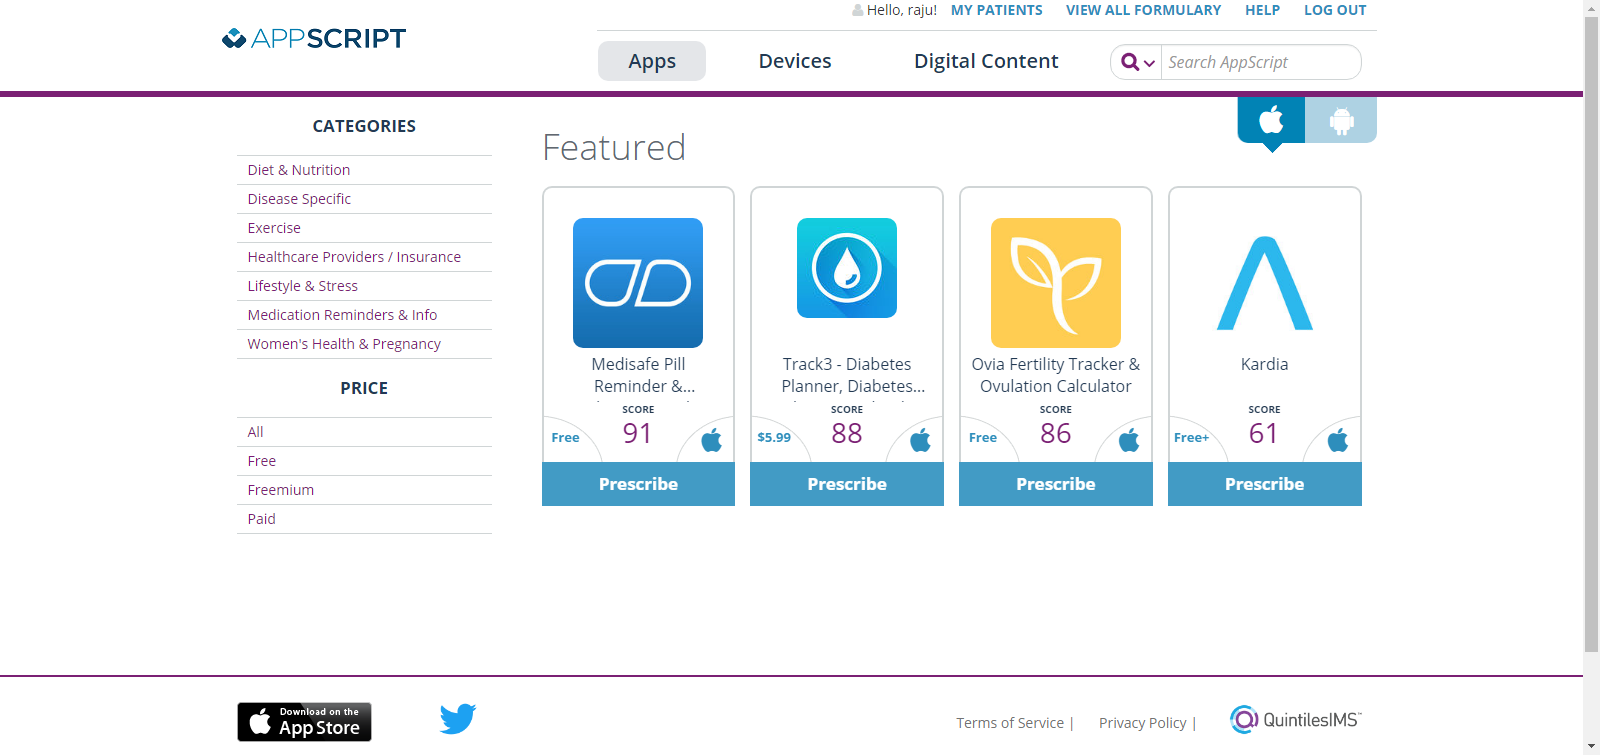 Hello, raju! MY PATIENTS VIEW ALL FORMULARY HELP LOG OUT
APPSCRIPT
Apps Devices Digital Content Search AppScript
CATEGORIES
Diet & Nutrition
Disease Specific
Exercise
Healthcare Providers / Insurance
Lifestyle & Stress
Medication Reminders & Info
Women's Health & Pregnancy
PRICE
All
Free
Freemium
Paid
Featured
Medisafe Pill
Reminder &...
SCORE
Free 91
Prescribe
Track3 - Diabetes
Planner, Diabetes...
SCORE
$5.99 88
Prescribe
Ovia Fertility Tracker &
Ovulation Calculator
SCORE
Free 86
Prescribe
Kardia
SCORE
Free+ 61
Prescribe
Download on the
App Store
Terms of Service | Privacy Policy |
QuintilesIMS™